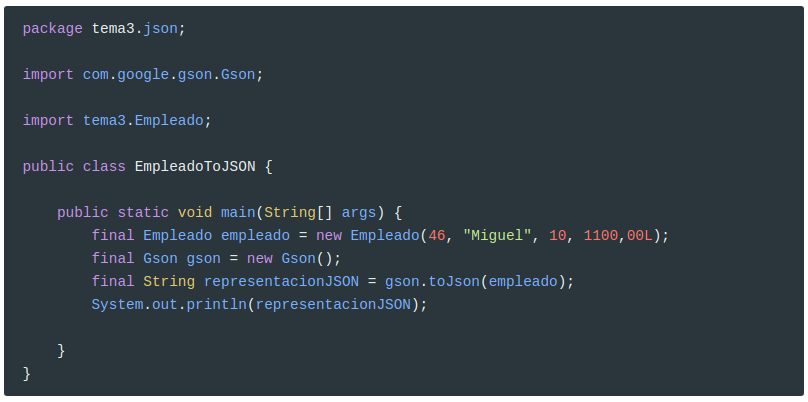 package tema3.json;
import com.google.gson.Gson;
import tema3.Empleado;
public class EmpleadoToJSON {
public static void main(String[] args) {
final Empleado empleado = new Empleado(46, "Miguel", 10, 1100,00L);
final Gson gson = new Gson();
final String representacionJSON = gson.toJson(empleado);
System.out.println(representacionJSON);
}
}